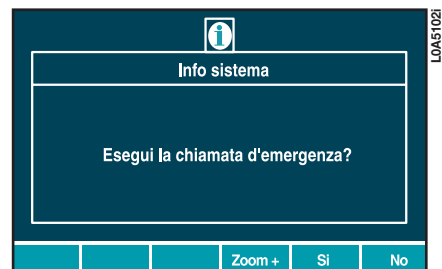 i
Info sistema
Esegui la chiamata d'emergenza?
Zoom + Si No
L0A5102i